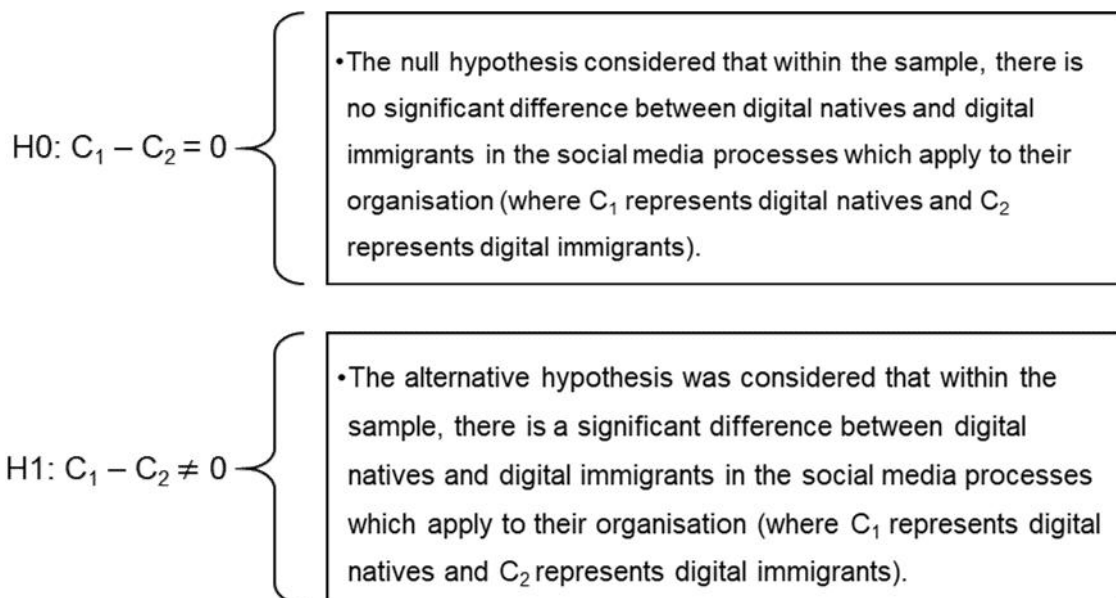 •The null hypothesis considered that within the sample, there is
no significant difference between digital natives and digital
H0: C₁ – C₂ = 0
immigrants in the social media processes which apply to their
organisation (where C₁ represents digital natives and C₂
represents digital immigrants).
•The alternative hypothesis was considered that within the
sample, there is a significant difference between digital
H1: C₁ – C₂ ≠ 0
natives and digital immigrants in the social media processes
which apply to their organisation (where C₁ represents digital
natives and C₂ represents digital immigrants).